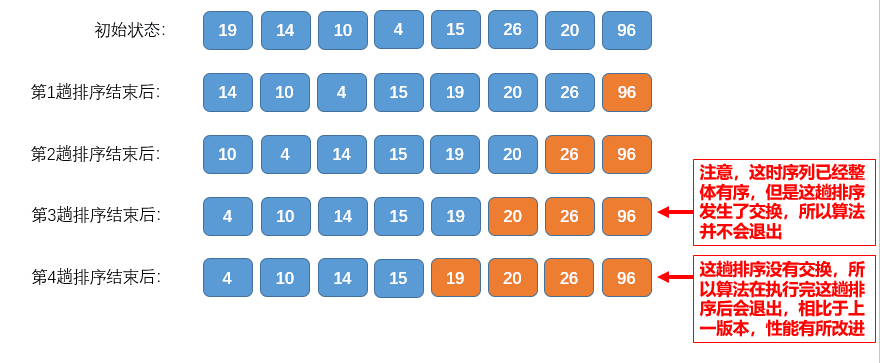 初始状态： 19 14 10 4 15 26 20 96
第1趟排序结束后： 14 10 4 15 19 20 26 96
第2趟排序结束后： 10 4 14 15 19 20 26 96
第3趟排序结束后： 4 10 14 15 19 20 26 96
注意，这时序列已经整
体有序，但是这趟排序
发生了交换，所以算法
并不会退出
第4趟排序结束后： 4 10 14 15 19 20 26 96
这趟排序没有交换，所
以算法在执行完这趟排
序后会退出，相比于上
一版本，性能有所改进